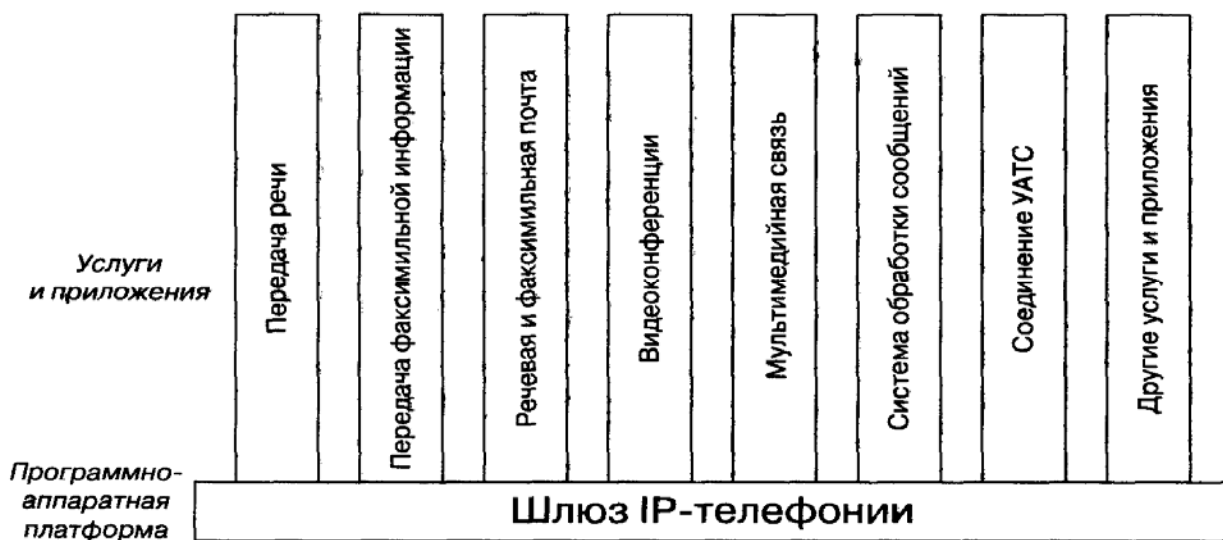 Услуги
и приложения
Передача речи
Передача факсимильной информации
Речевая и факсимильная почта
Видеоконференции
Мультимедийная связь
Система обработки сообщений
Соединение УАТС
Другие услуги и приложения
Программно-
аппаратная
платформа
Шлюз IP-телефонии